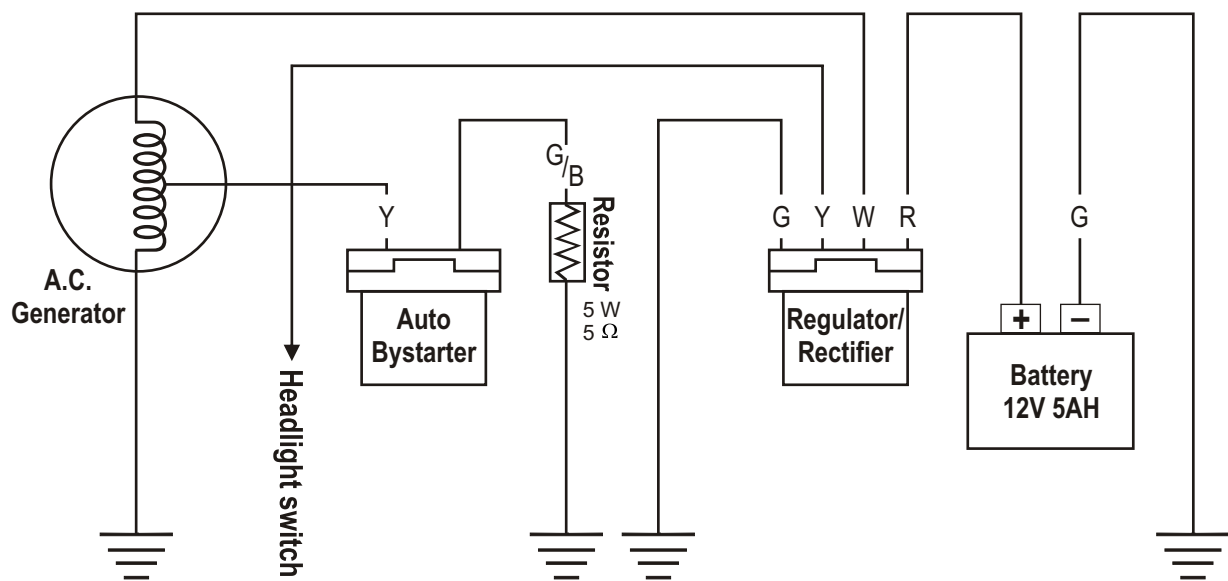 A.C.
Generator
Y
Auto
Bystarter
Headlight switch
G/B
Resistor
5 W
5 Ω
G Y W R
Regulator/
Rectifier
G
+ −
Battery
12V 5AH